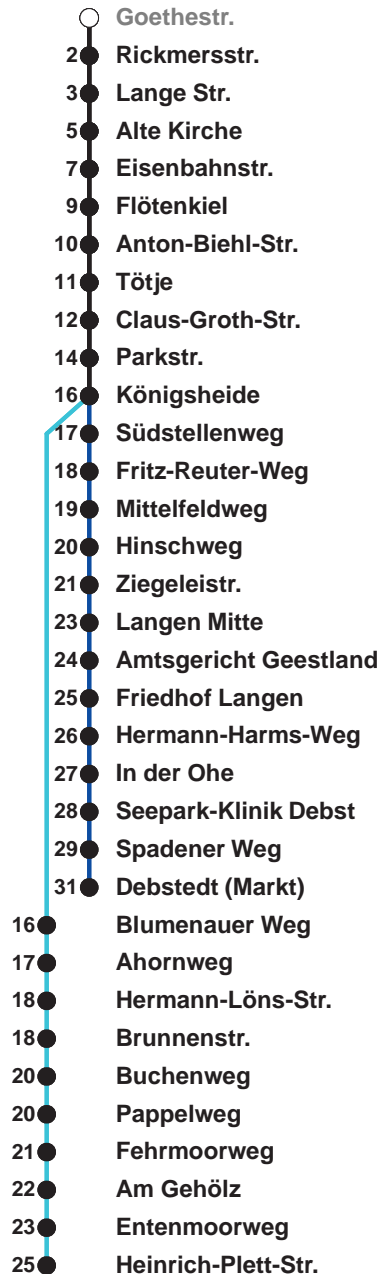 Goethestr.
2 Rickmersstr.
3 Lange Str.
5 Alte Kirche
7 Eisenbahnstr.
9 Flötenkiel
10 Anton-Biehl-Str.
11 Tötje
12 Claus-Groth-Str.
14 Parkstr.
16 Königsheide
17 Südstellenweg
18 Fritz-Reuter-Weg
19 Mittelfeldweg
20 Hinschweg
21 Ziegeleistr.
23 Langen Mitte
24 Amtsgericht Geestland
25 Friedhof Langen
26 Hermann-Harms-Weg
27 In der Ohe
28 Seepark-Klinik Debst
29 Spadener Weg
31 Debstedt (Markt)
16 Blumenauer Weg
17 Ahornweg
18 Hermann-Löns-Str.
18 Brunnenstr.
20 Buchenweg
20 Pappelweg
21 Fehrmoorweg
22 Am Gehölz
23 Entenmoorweg
25 Heinrich-Plett-Str.